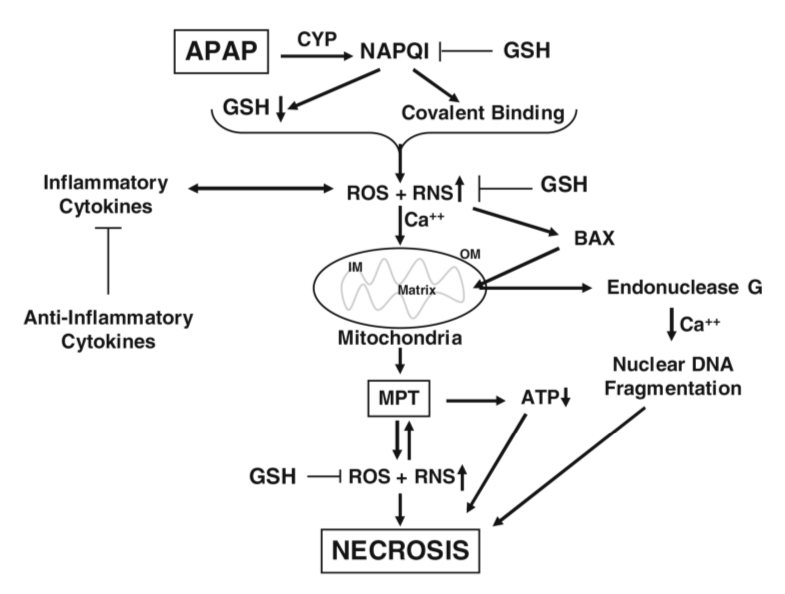 APAP
CYP
NAPQI
GSH
GSH
Covalent Binding
Inflammatory
Cytokines
ROS + RNS
GSH
Ca++
BAX
OM
IM
Matrix
Endonuclease G
Anti-Inflammatory
Cytokines
Ca++
Mitochondria
Nuclear DNA
Fragmentation
MPT
ATP
GSH
ROS + RNS
NECROSIS